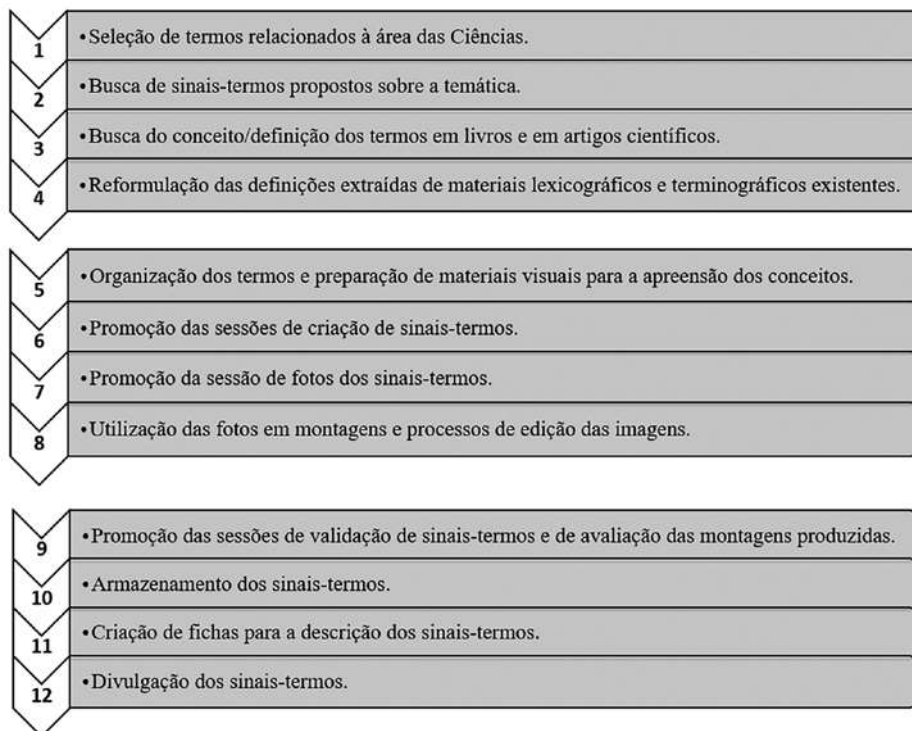 1 •Seleção de termos relacionados à área das Ciências.
2 •Busca de sinais-termos propostos sobre a temática.
3 •Busca do conceito/definição dos termos em livros e em artigos científicos.
4 •Reformulação das definições extraídas de materiais lexicográficos e terminográficos existentes.
5 •Organização dos termos e preparação de materiais visuais para a apreensão dos conceitos.
6 •Promoção das sessões de criação de sinais-termos.
7 •Promoção da sessão de fotos dos sinais-termos.
8 •Utilização das fotos em montagens e processos de edição das imagens.
9 •Promoção das sessões de validação de sinais-termos e de avaliação das montagens produzidas.
10 •Armazenamento dos sinais-termos.
11 •Criação de fichas para a descrição dos sinais-termos.
12 •Divulgação dos sinais-termos.